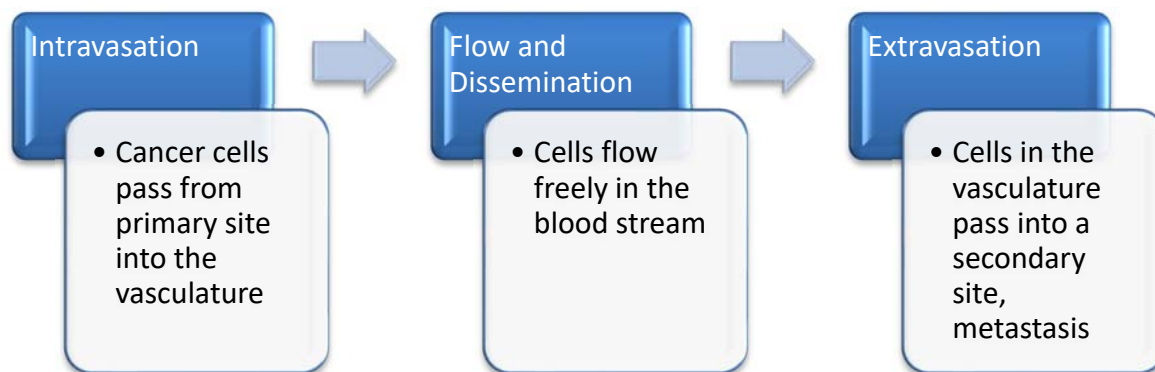 Intravasation
• Cancer cells
pass from
primary site
into the
vasculature
Flow and
Dissemination
• Cells flow
freely in the
blood stream
Extravasation
• Cells in the
vasculature
pass into a
secondary
site,
metastasis